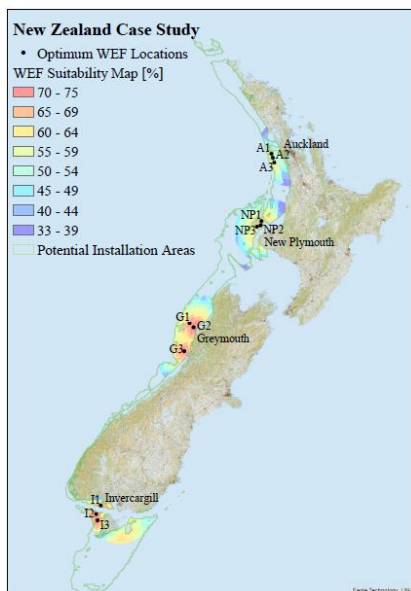 New Zealand Case Study
Optimum WEF Locations
WEF Suitability Map [%]
70 - 75
65 - 69
60 - 64
55 - 59
50 - 54
45 - 49
40 - 44
33 - 39
Potential Installation Areas
A1
Auckland
A2
A3
NP1
NP3
NP2
New Plymouth
G1
G2
Greymouth
G3
I1
Invercargill
I2
I3